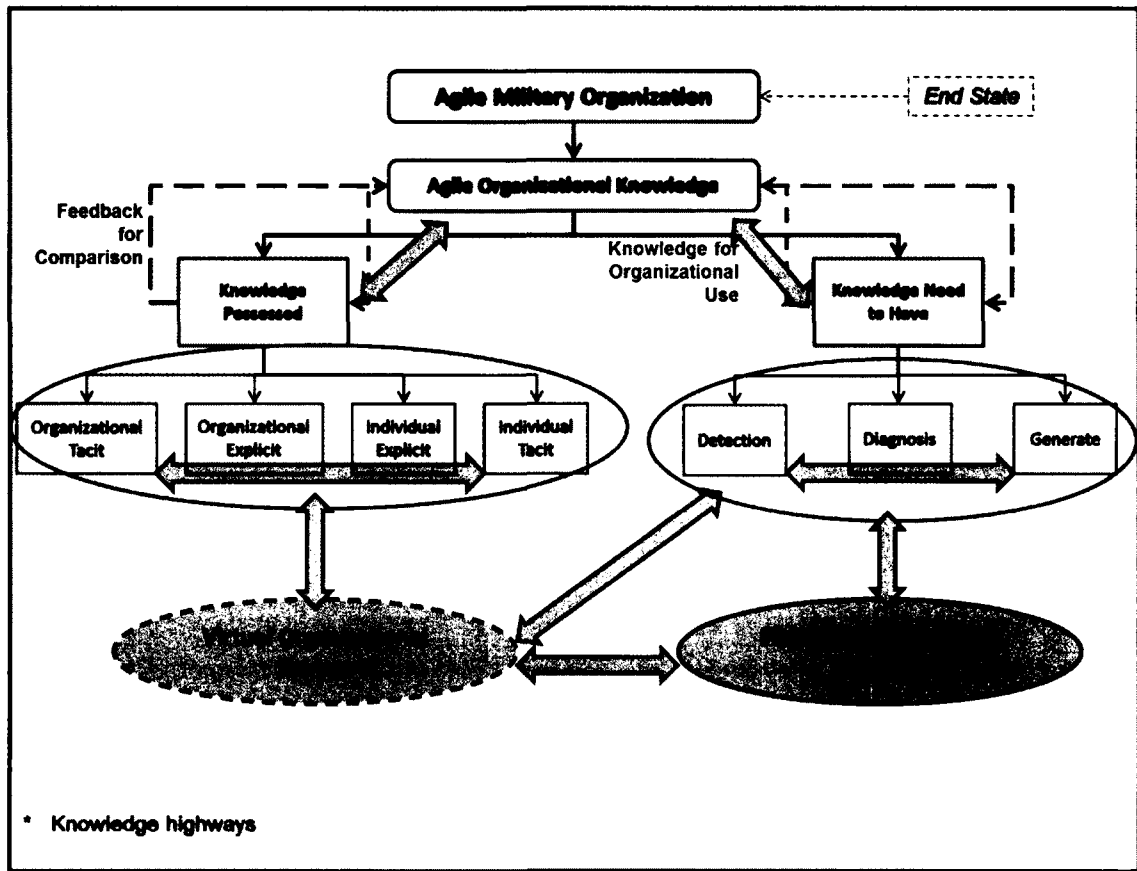 Agile Military Organization
End State
Agile Organizational Knowledge
Feedback
for
Comparison
Knowledge for
Organizational
Use
Knowledge
Possessed
Knowledge Need
to Have
Organizational
Tacit
Organizational
Explicit
Individual
Explicit
Individual
Tacit
Detection
Diagnosis
Generate
Virtual
* Knowledge highways